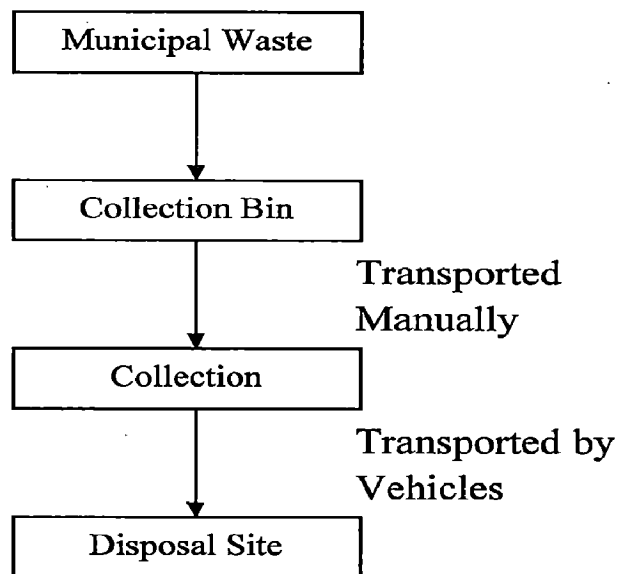 Municipal Waste
Collection Bin
Transported
Manually
Collection
Transported by
Vehicles
Disposal Site